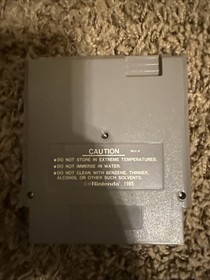 CAUTION
•DO NOT STORE IN EXTREME TEMPERATURES.
•DO NOT IMMERSE IN WATER.
•DO NOT CLEAN WITH BENZENE, THINNER,
ALCOHOL OR OTHER SUCH SOLVENTS.
Nintendo 1985